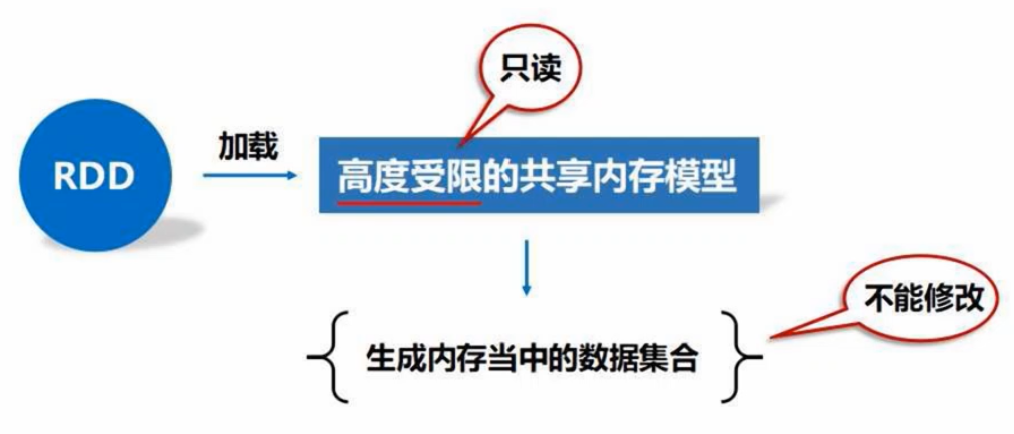 只读
RDD
加载
高度受限的共享内存模型
不能修改
生成内存当中的数据集合